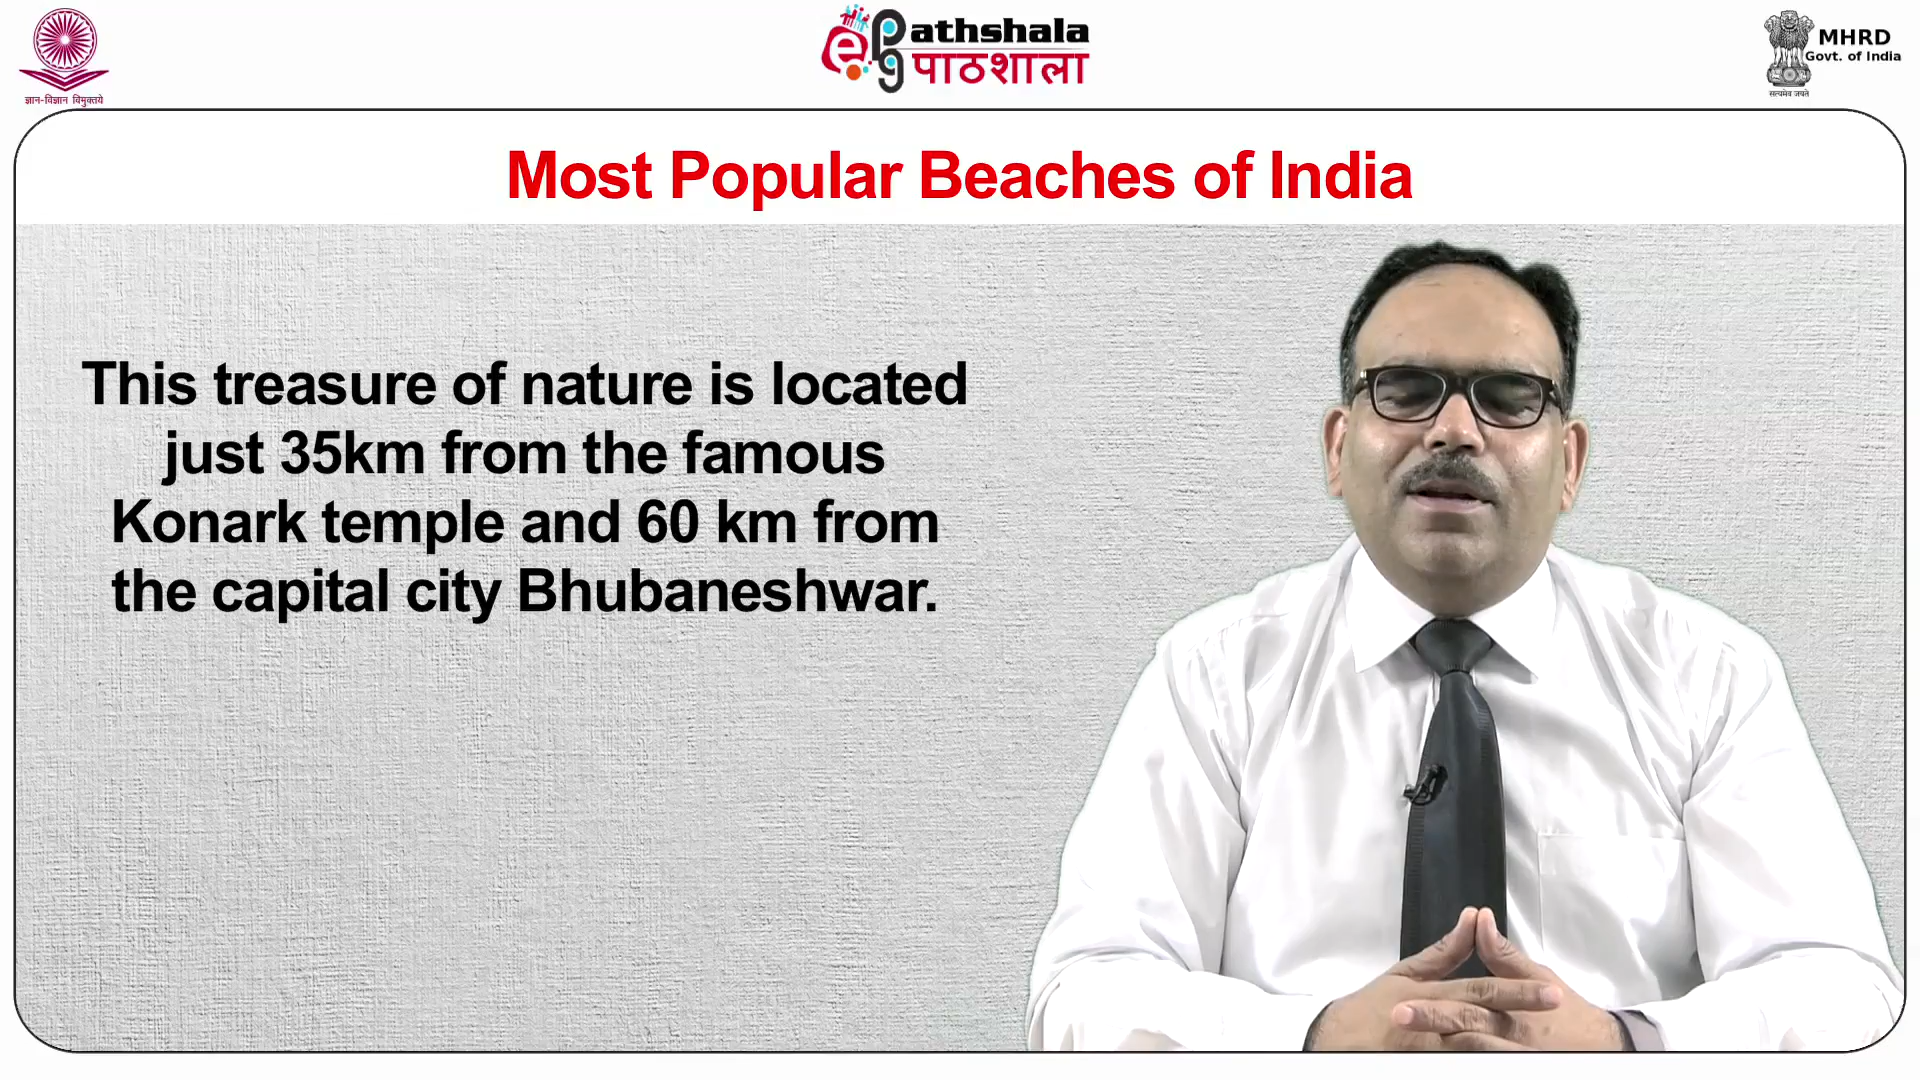 ज्ञान-विज्ञान विमुक्तये
ePGpathshala
पाठशाला
MHRD
Govt. of India
सत्यमेव जयते
Most Popular Beaches of India
This treasure of nature is located
just 35km from the famous
Konark temple and 60 km from
the capital city Bhubaneshwar.